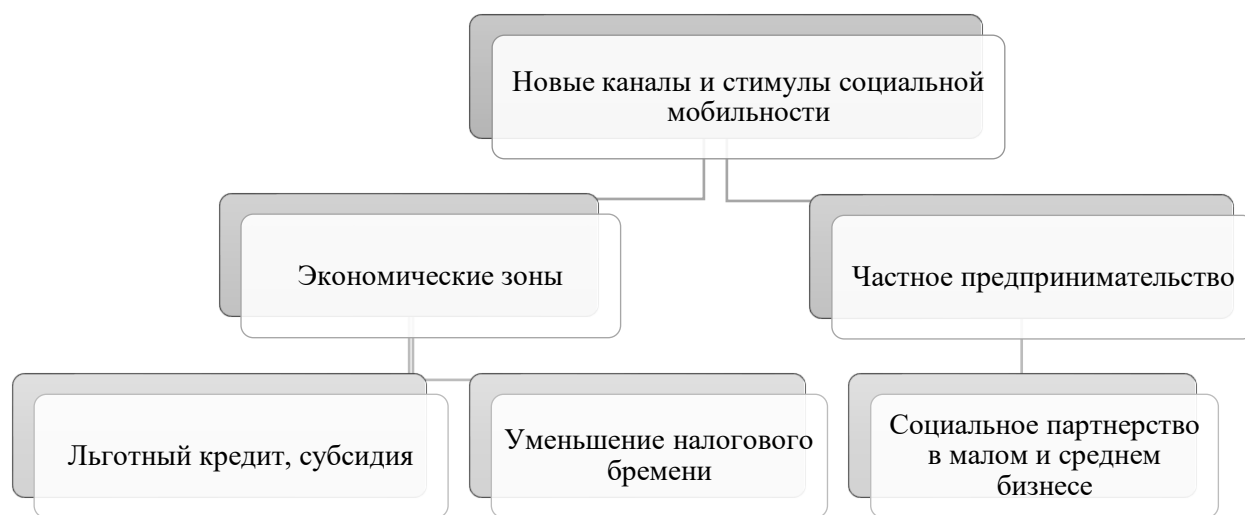 Новые каналы и стимулы социальной
мобильности
Экономические зоны
Частное предпринимательство
Льготный кредит, субсидия
Уменьшение налогового
бремени
Социальное партнерство
в малом и среднем
бизнесе